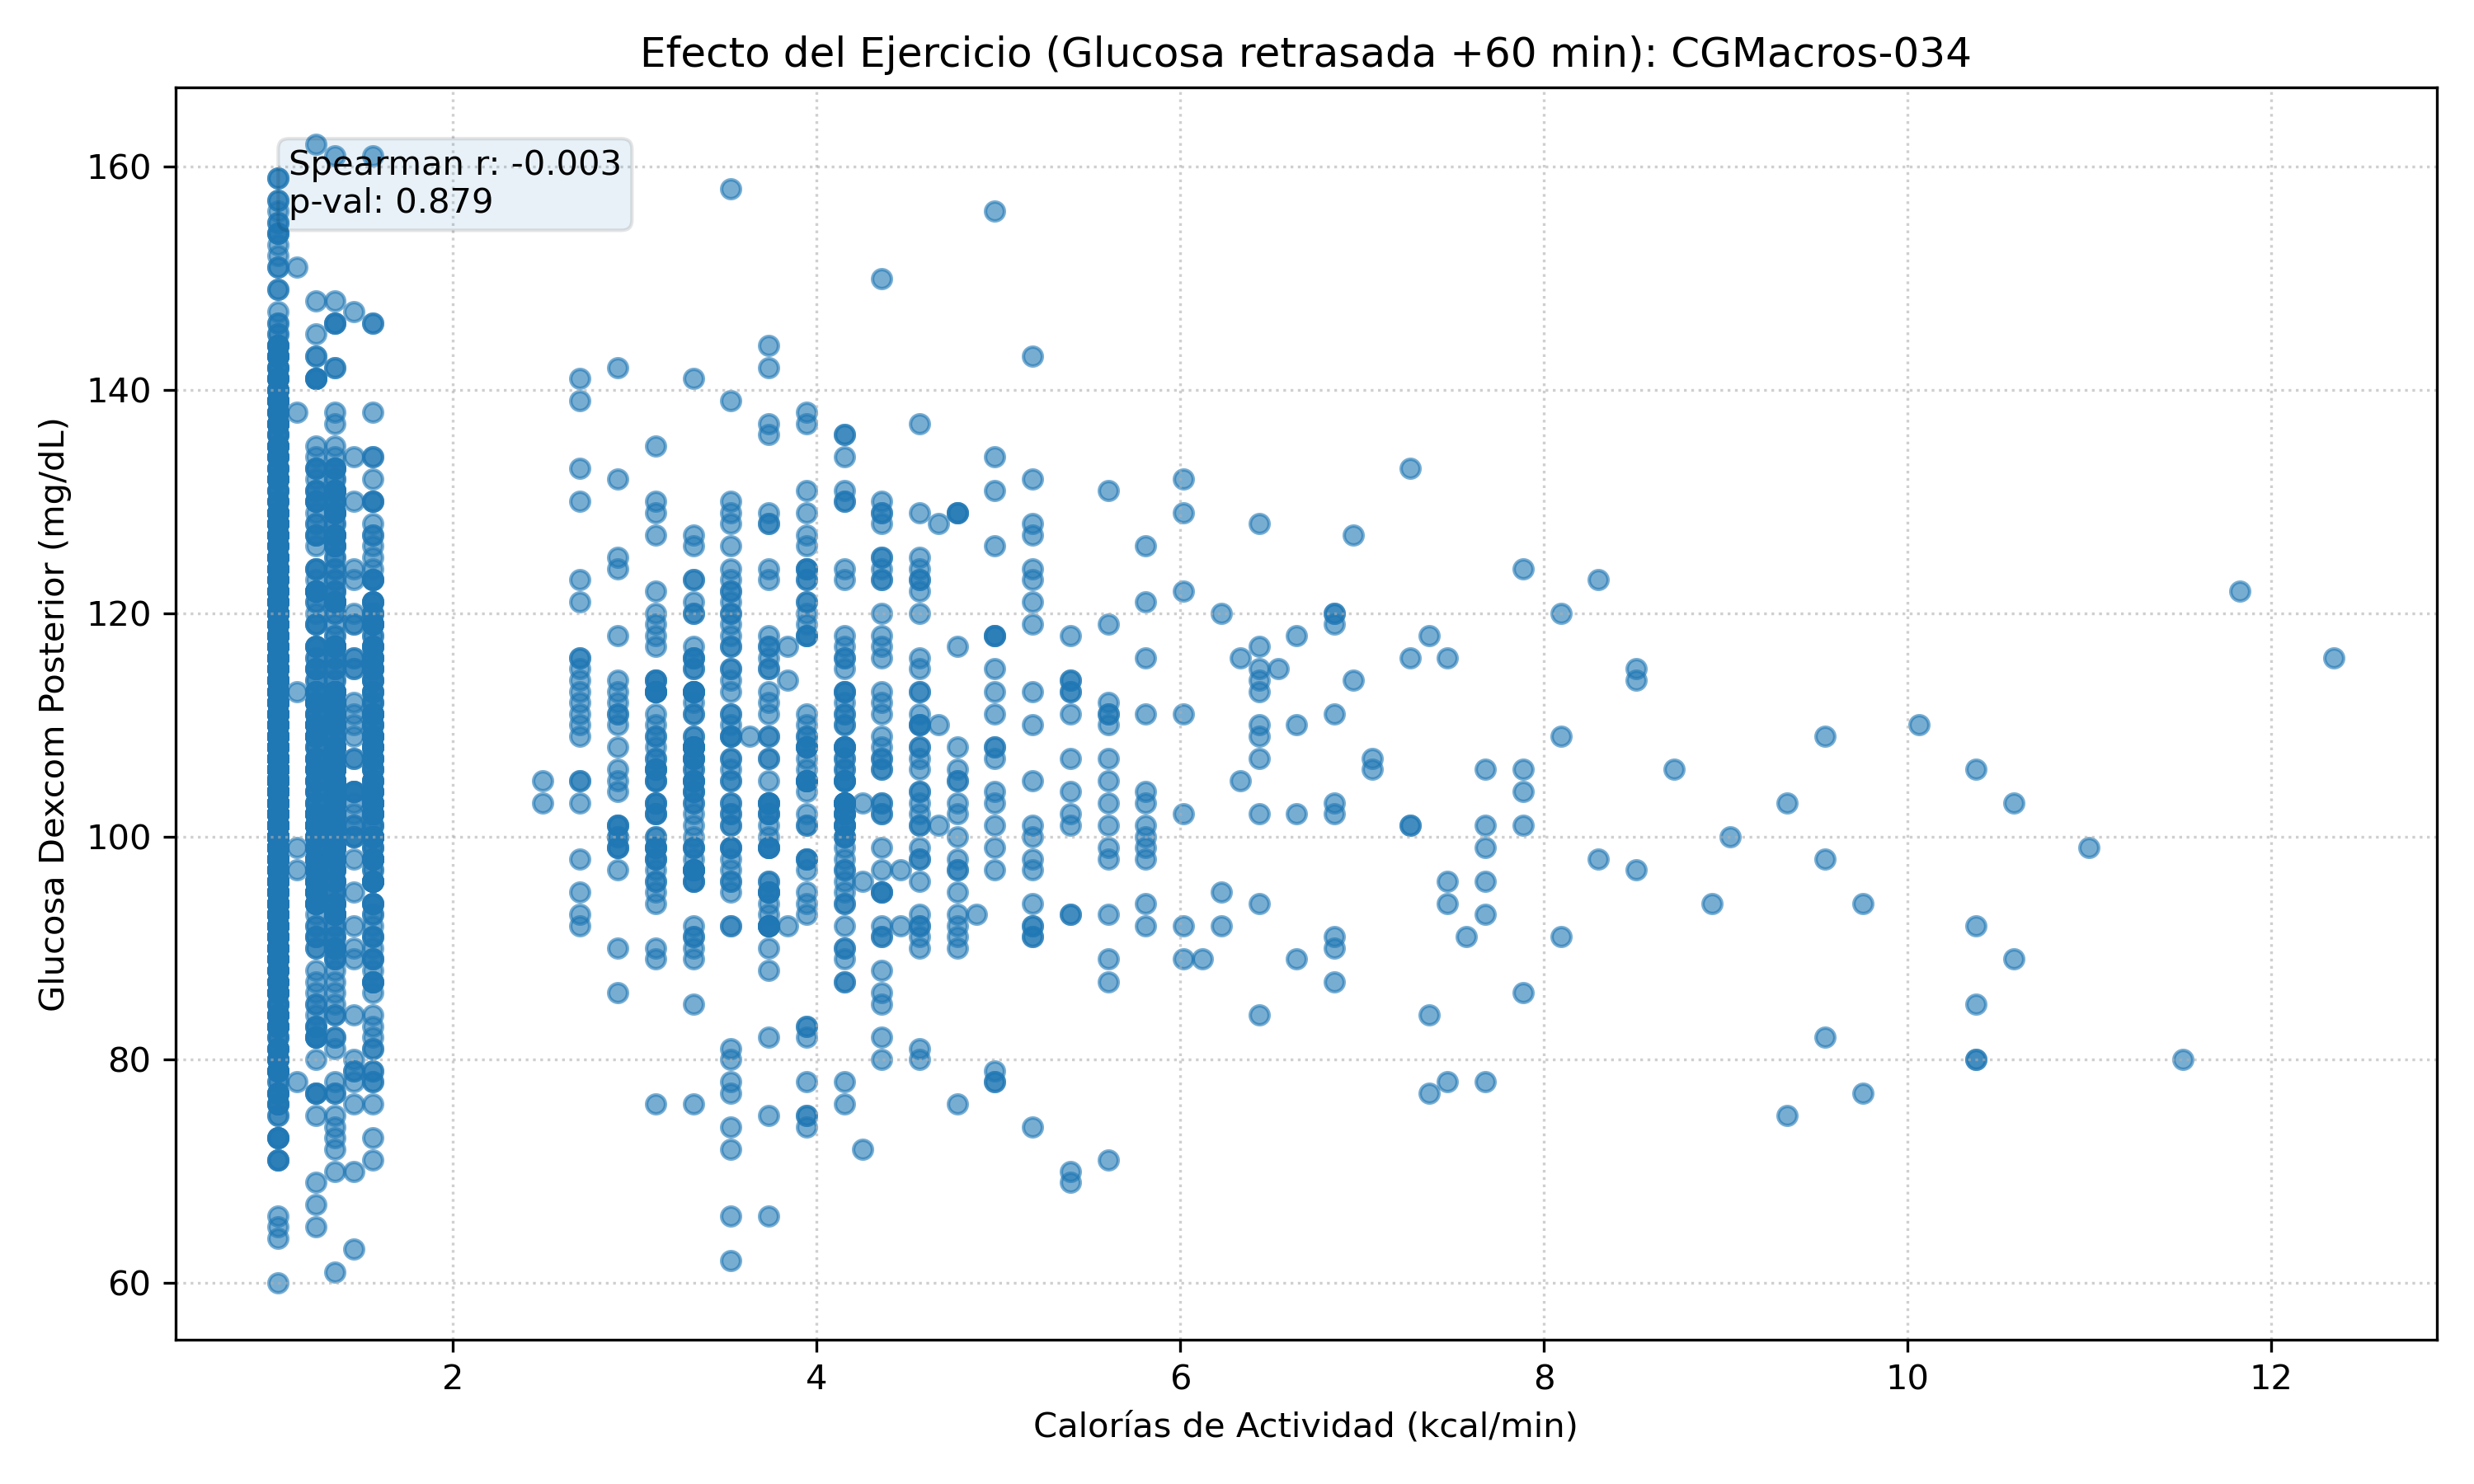 Efecto del Ejercicio (Glucosa retrasada +60 min): CGMacros-034
Spearman r: -0.003
p-val: 0.879
Glucosa Dexcom Posterior (mg/dL)
160
140
120
100
80
60
2 4 6 8 10 12
Calorías de Actividad (kcal/min)